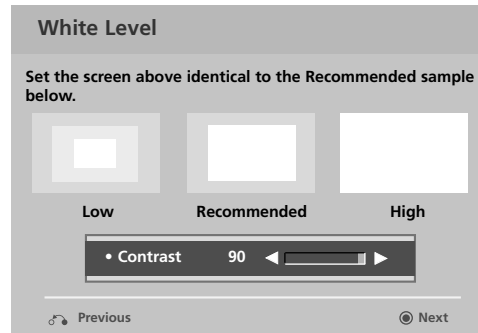 White Level
Set the screen above identical to the Recommended sample
below.
Low Recommended High
• Contrast 90
Previous Next